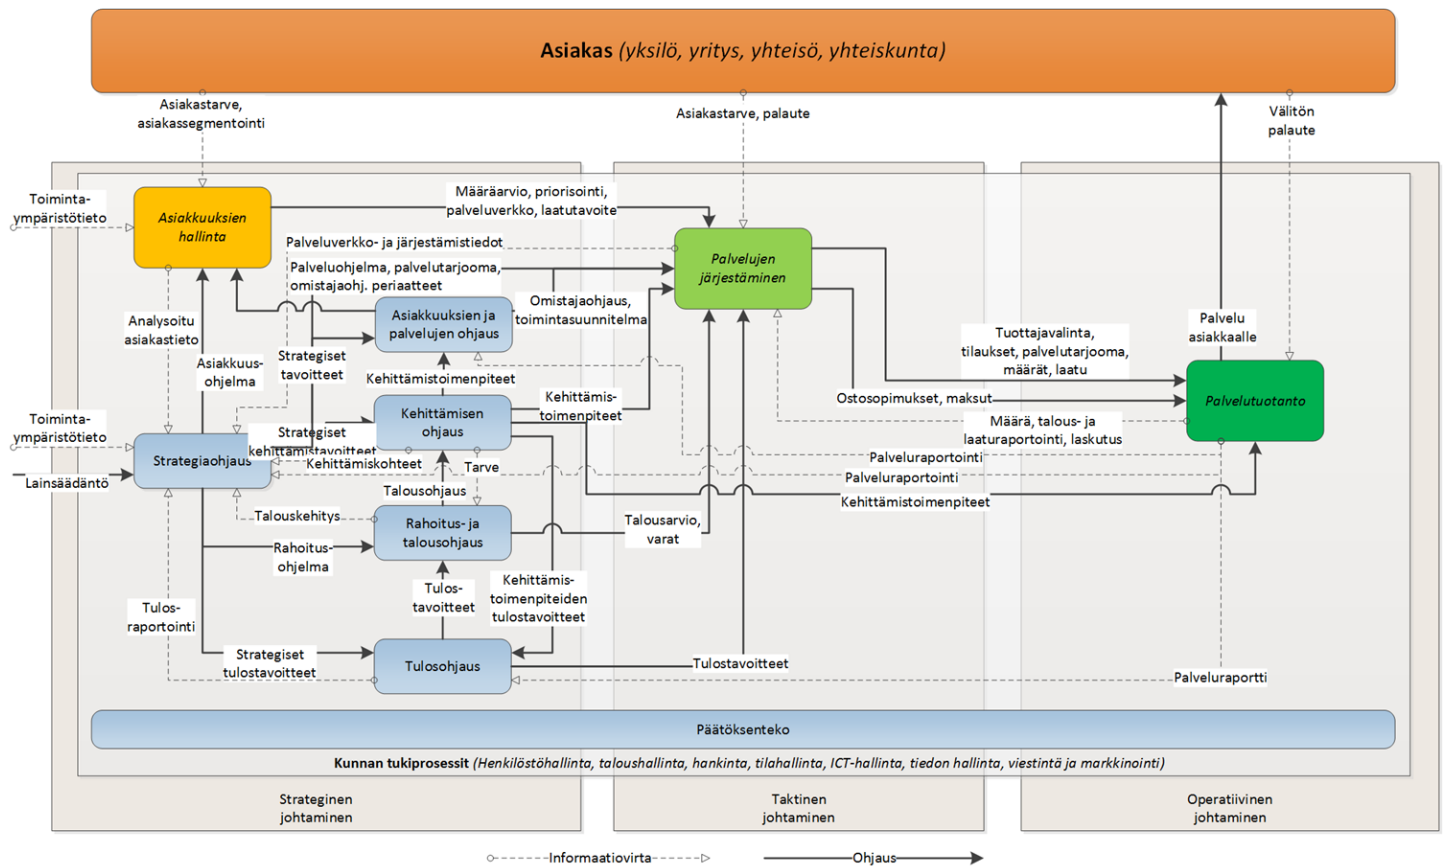 Asiakas (yksilö, yritys, yhteisö, yhteiskunta)
Asiakastarve,
asiakassegmentointi
Asiakastarve, palaute
Välitön
palaute
Toiminta-
ympäristötieto
Asiakkuuksien
hallinta
Määräarvio, priorisointi,
palveluverkko, laatutavoite
Palveluverkko- ja järjestämistiedot
Palvelujen
järjestäminen
Palveluohjelma, palvelutarjooma,
omistajaohj. periaatteet
Omistajaohjaus,
toimintasuunnitelma
Asiakkuuksien ja
palvelujen ohjaus
Analysoitu
asiakastieto
Palvelu
asiakkaalle
Tuottajavalinta,
tilaukset, palvelutarjooma,
määrät, laatu
Asiakkuus-
ohjelma
Strategiset
tavoitteet
Kehittämistoimenpiteet
Kehittämisen
ohjaus
Kehittämis-
toimenpiteet
Ostosopimukset, maksut
Palvelutuotanto
Toiminta-
ympäristötieto
Strategiset
kehittämistavoitteet
Määrä, talous- ja
laaturaportointi, laskutus
Strategiaohjaus
Kehittämiskohteet
Tarve
Palveluraportointi
Palveluraportointi
Lainsäädäntö
Talousohjaus
Kehittämistoimenpiteet
Talouskehitys
Rahoitus- ja
talousohjaus
Talousarvio,
varat
Rahoitus-
ohjelma
Tulos-
tavoitteet
Kehittämis-
toimenpiteiden
tulostavoitteet
Tulos-
raportointi
Strategiset
tulostavoitteet
Tulosohjaus
Tulostavoitteet
Palveluraportti
Päätöksenteko
Kunnan tukiprosessit (Henkilöstöhallinta, taloushallinta, hankinta, tilahallinta, ICT-hallinta, tiedon hallinta, viestintä ja markkinointi)
Strateginen
johtaminen
Taktinen
johtaminen
Operatiivinen
johtaminen
Informaatiovirta
Ohjaus